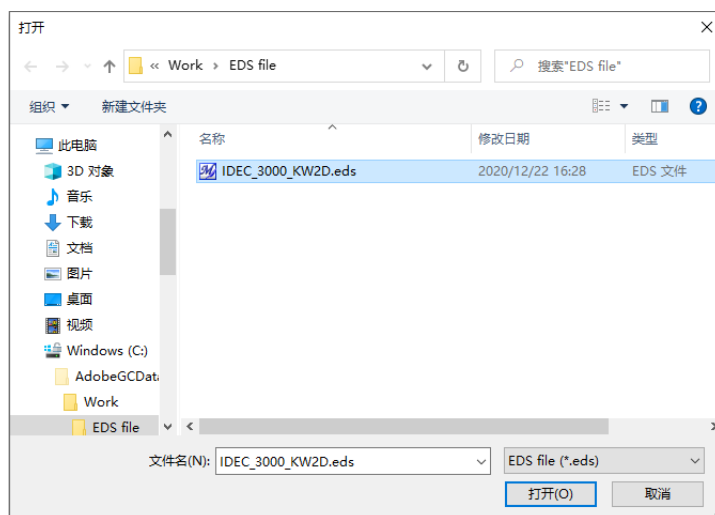 打开
« Work › EDS file
搜索"EDS file"
组织 新建文件夹
名称 修改日期 类型
IDEC_3000_KW2D.eds 2020/12/22 16:28 EDS 文件
此电脑
3D 对象
音乐
下载
文档
图片
桌面
视频
Windows (C:)
AdobeGCData
Work
EDS file
文件名(N): IDEC_3000_KW2D.eds EDS file (*.eds)
打开(O) 取消